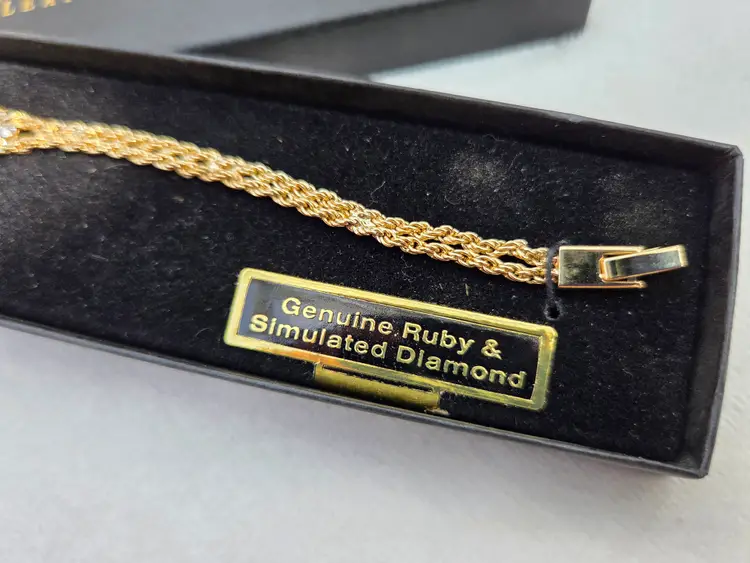 Genuine Ruby &
Simulated Diamond